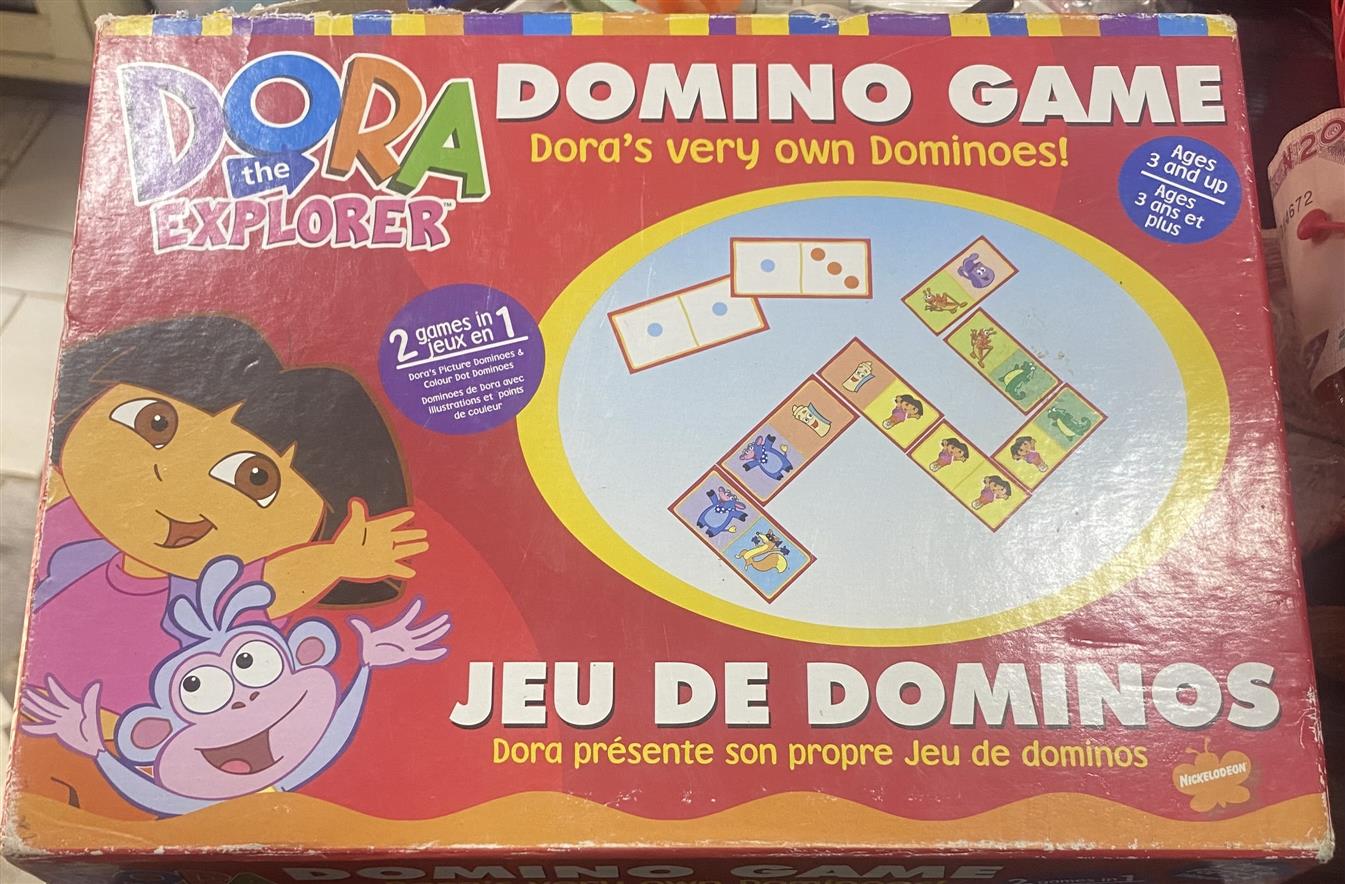 DORA
the
EXPLORER™
DOMINO GAME
Dora's very own Dominoes!
Ages
3 and up
Ages
3 ans et
plus
2 games in 1
jeux en
Dora's Picture Dominoes &
Colour Dot Dominoes
Dominoes de Dora avec
illustrations et points
de couleur
JEU DE DOMINOS
Dora présente son propre Jeu de dominos
NICKELODEON
DOMINO GAME